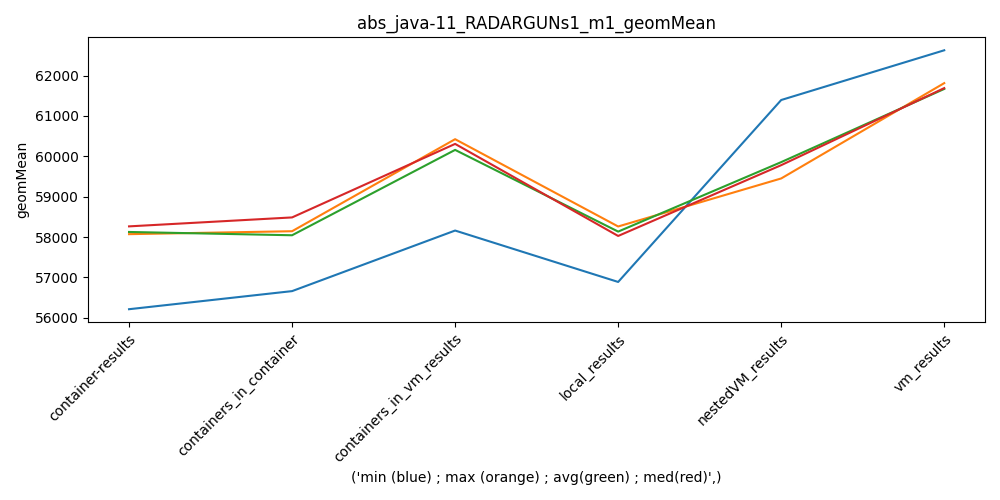 abs_java-11_RADARGUNs1_m1_geomMean
geomMean
62000
61000
60000
59000
58000
57000
56000
container-results
containers_in_container
containers_in_vm_results
local_results
nestedVM_results
vm_results
('min (blue) ; max (orange) ; avg(green) ; med(red)',)